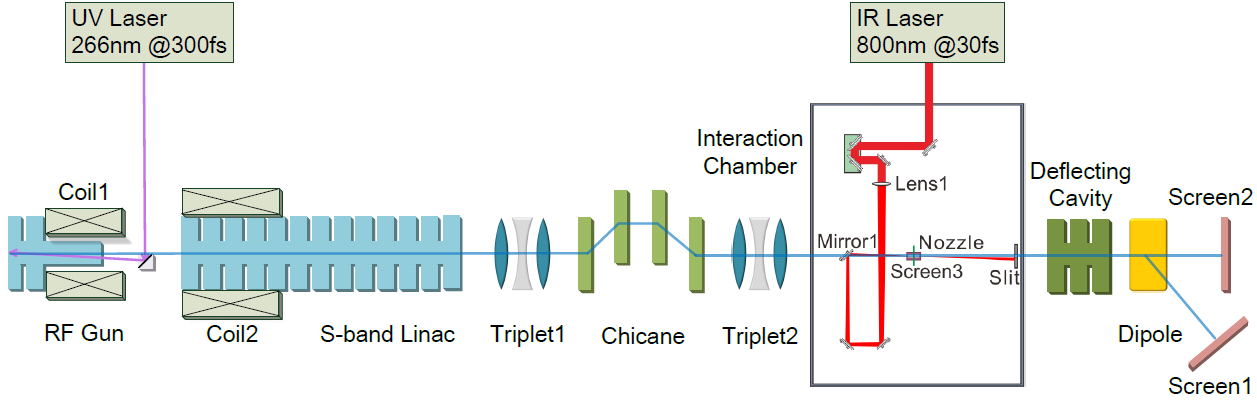 UV Laser
266nm @300fs
IR Laser
800nm @30fs
Interaction
Chamber
Lens1
Deflecting
Cavity
Coil1
Screen2
Mirror1
Nozzle
Screen3
Slit
RF Gun
Coil2
S-band Linac
Triplet1
Chicane
Triplet2
Dipole
Screen1